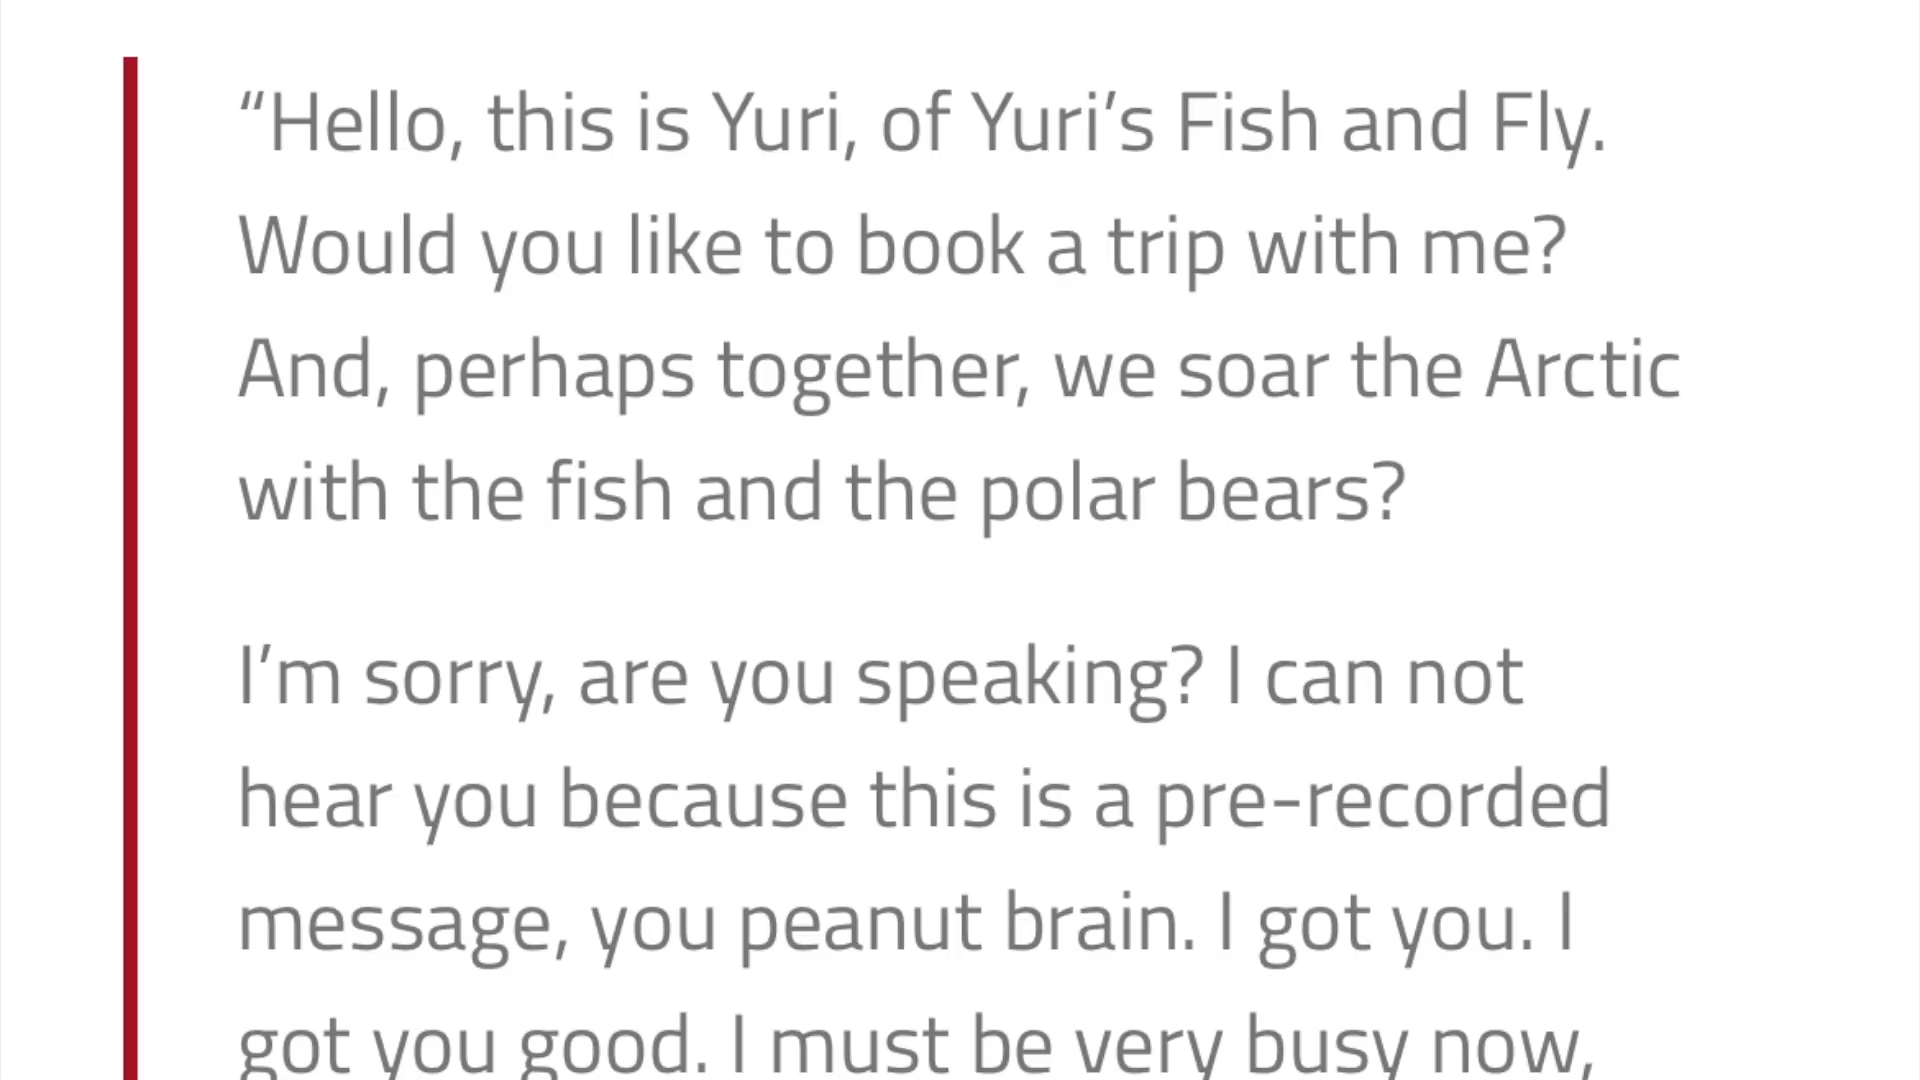 “Hello, this is Yuri, of Yuri’s Fish and Fly.
Would you like to book a trip with me?
And, perhaps together, we soar the Arctic
with the fish and the polar bears?
I’m sorry, are you speaking? I can not
hear you because this is a pre-recorded
message, you peanut brain. I got you. I
got you good. I must be very busy now,